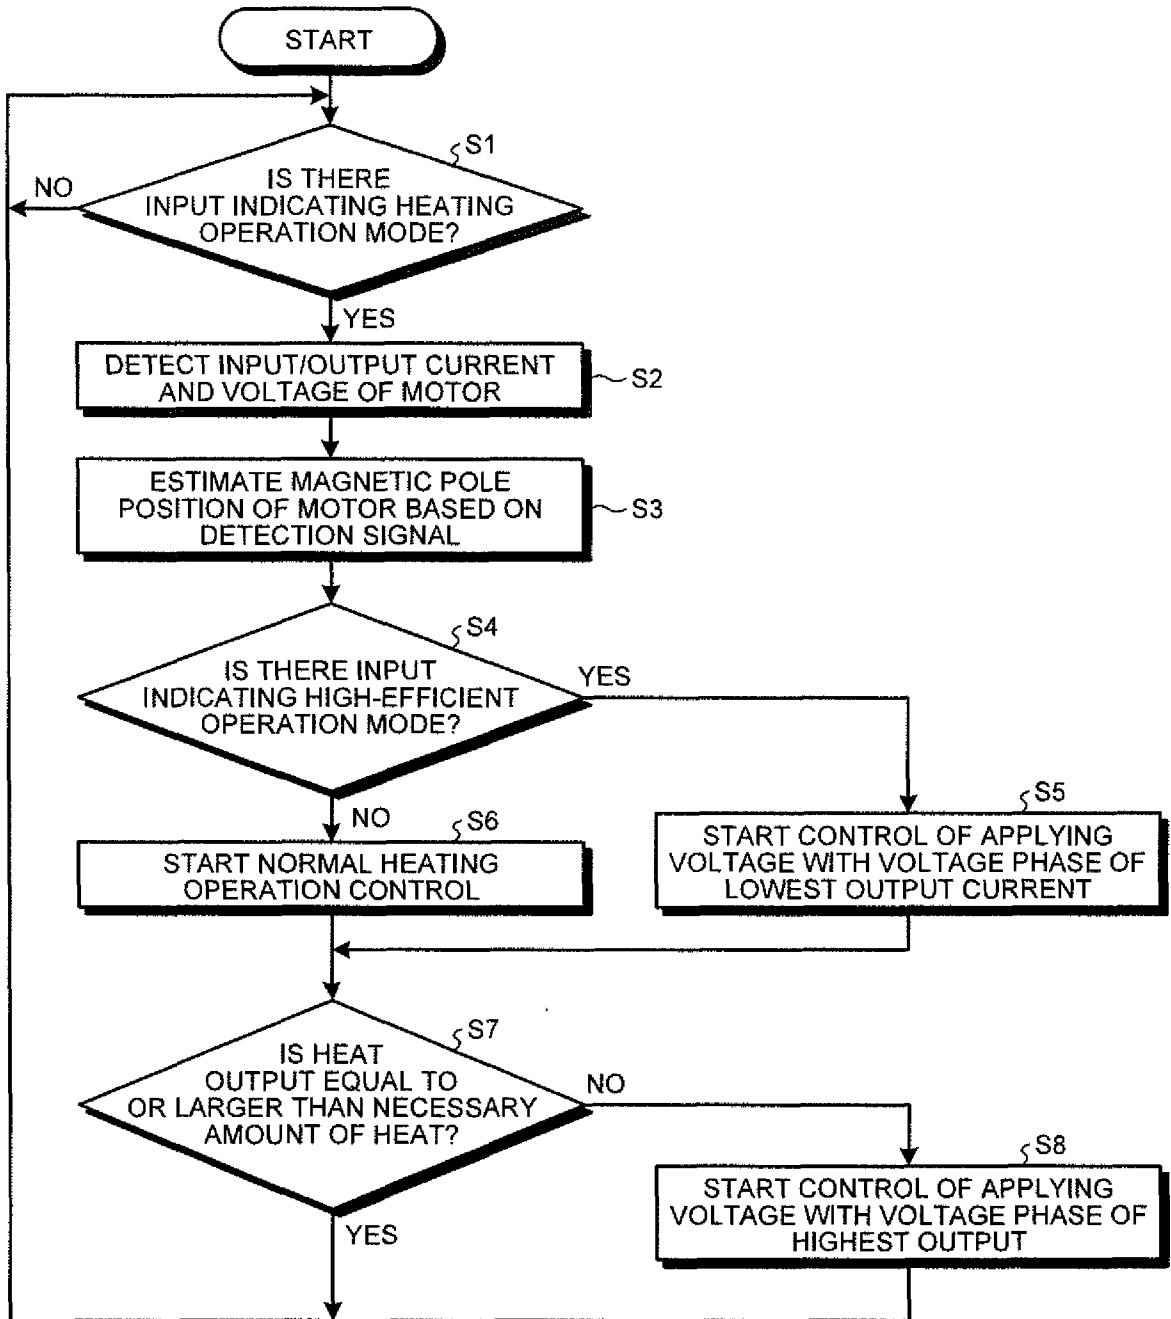 START
S1
IS THERE
INPUT INDICATING HEATING
OPERATION MODE?
NO
YES
DETECT INPUT/OUTPUT CURRENT
AND VOLTAGE OF MOTOR
S2
ESTIMATE MAGNETIC POLE
POSITION OF MOTOR BASED ON
DETECTION SIGNAL
S3
S4
IS THERE INPUT
INDICATING HIGH-EFFICIENT
OPERATION MODE?
YES
NO
S5
START CONTROL OF APPLYING
VOLTAGE WITH VOLTAGE PHASE OF
LOWEST OUTPUT CURRENT
S6
START NORMAL HEATING
OPERATION CONTROL
S7
IS HEAT
OUTPUT EQUAL TO
OR LARGER THAN NECESSARY
AMOUNT OF HEAT?
NO
YES
S8
START CONTROL OF APPLYING
VOLTAGE WITH VOLTAGE PHASE OF
HIGHEST OUTPUT